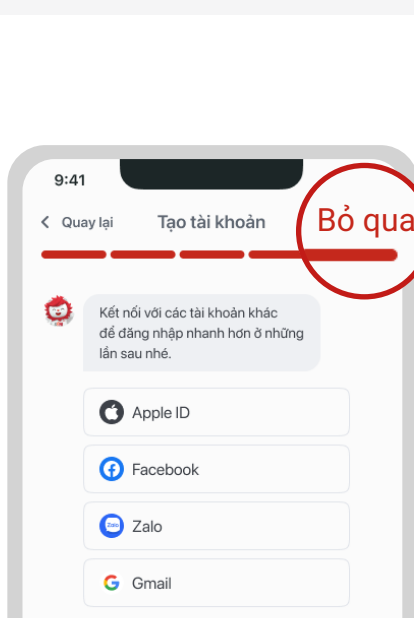 9:41
Quay lại
Tạo tài khoản
Bỏ qua
Kết nối với các tài khoản khác
để đăng nhập nhanh hơn ở những
lần sau nhé.
Apple ID
Facebook
Zalo
Zalo
Gmail